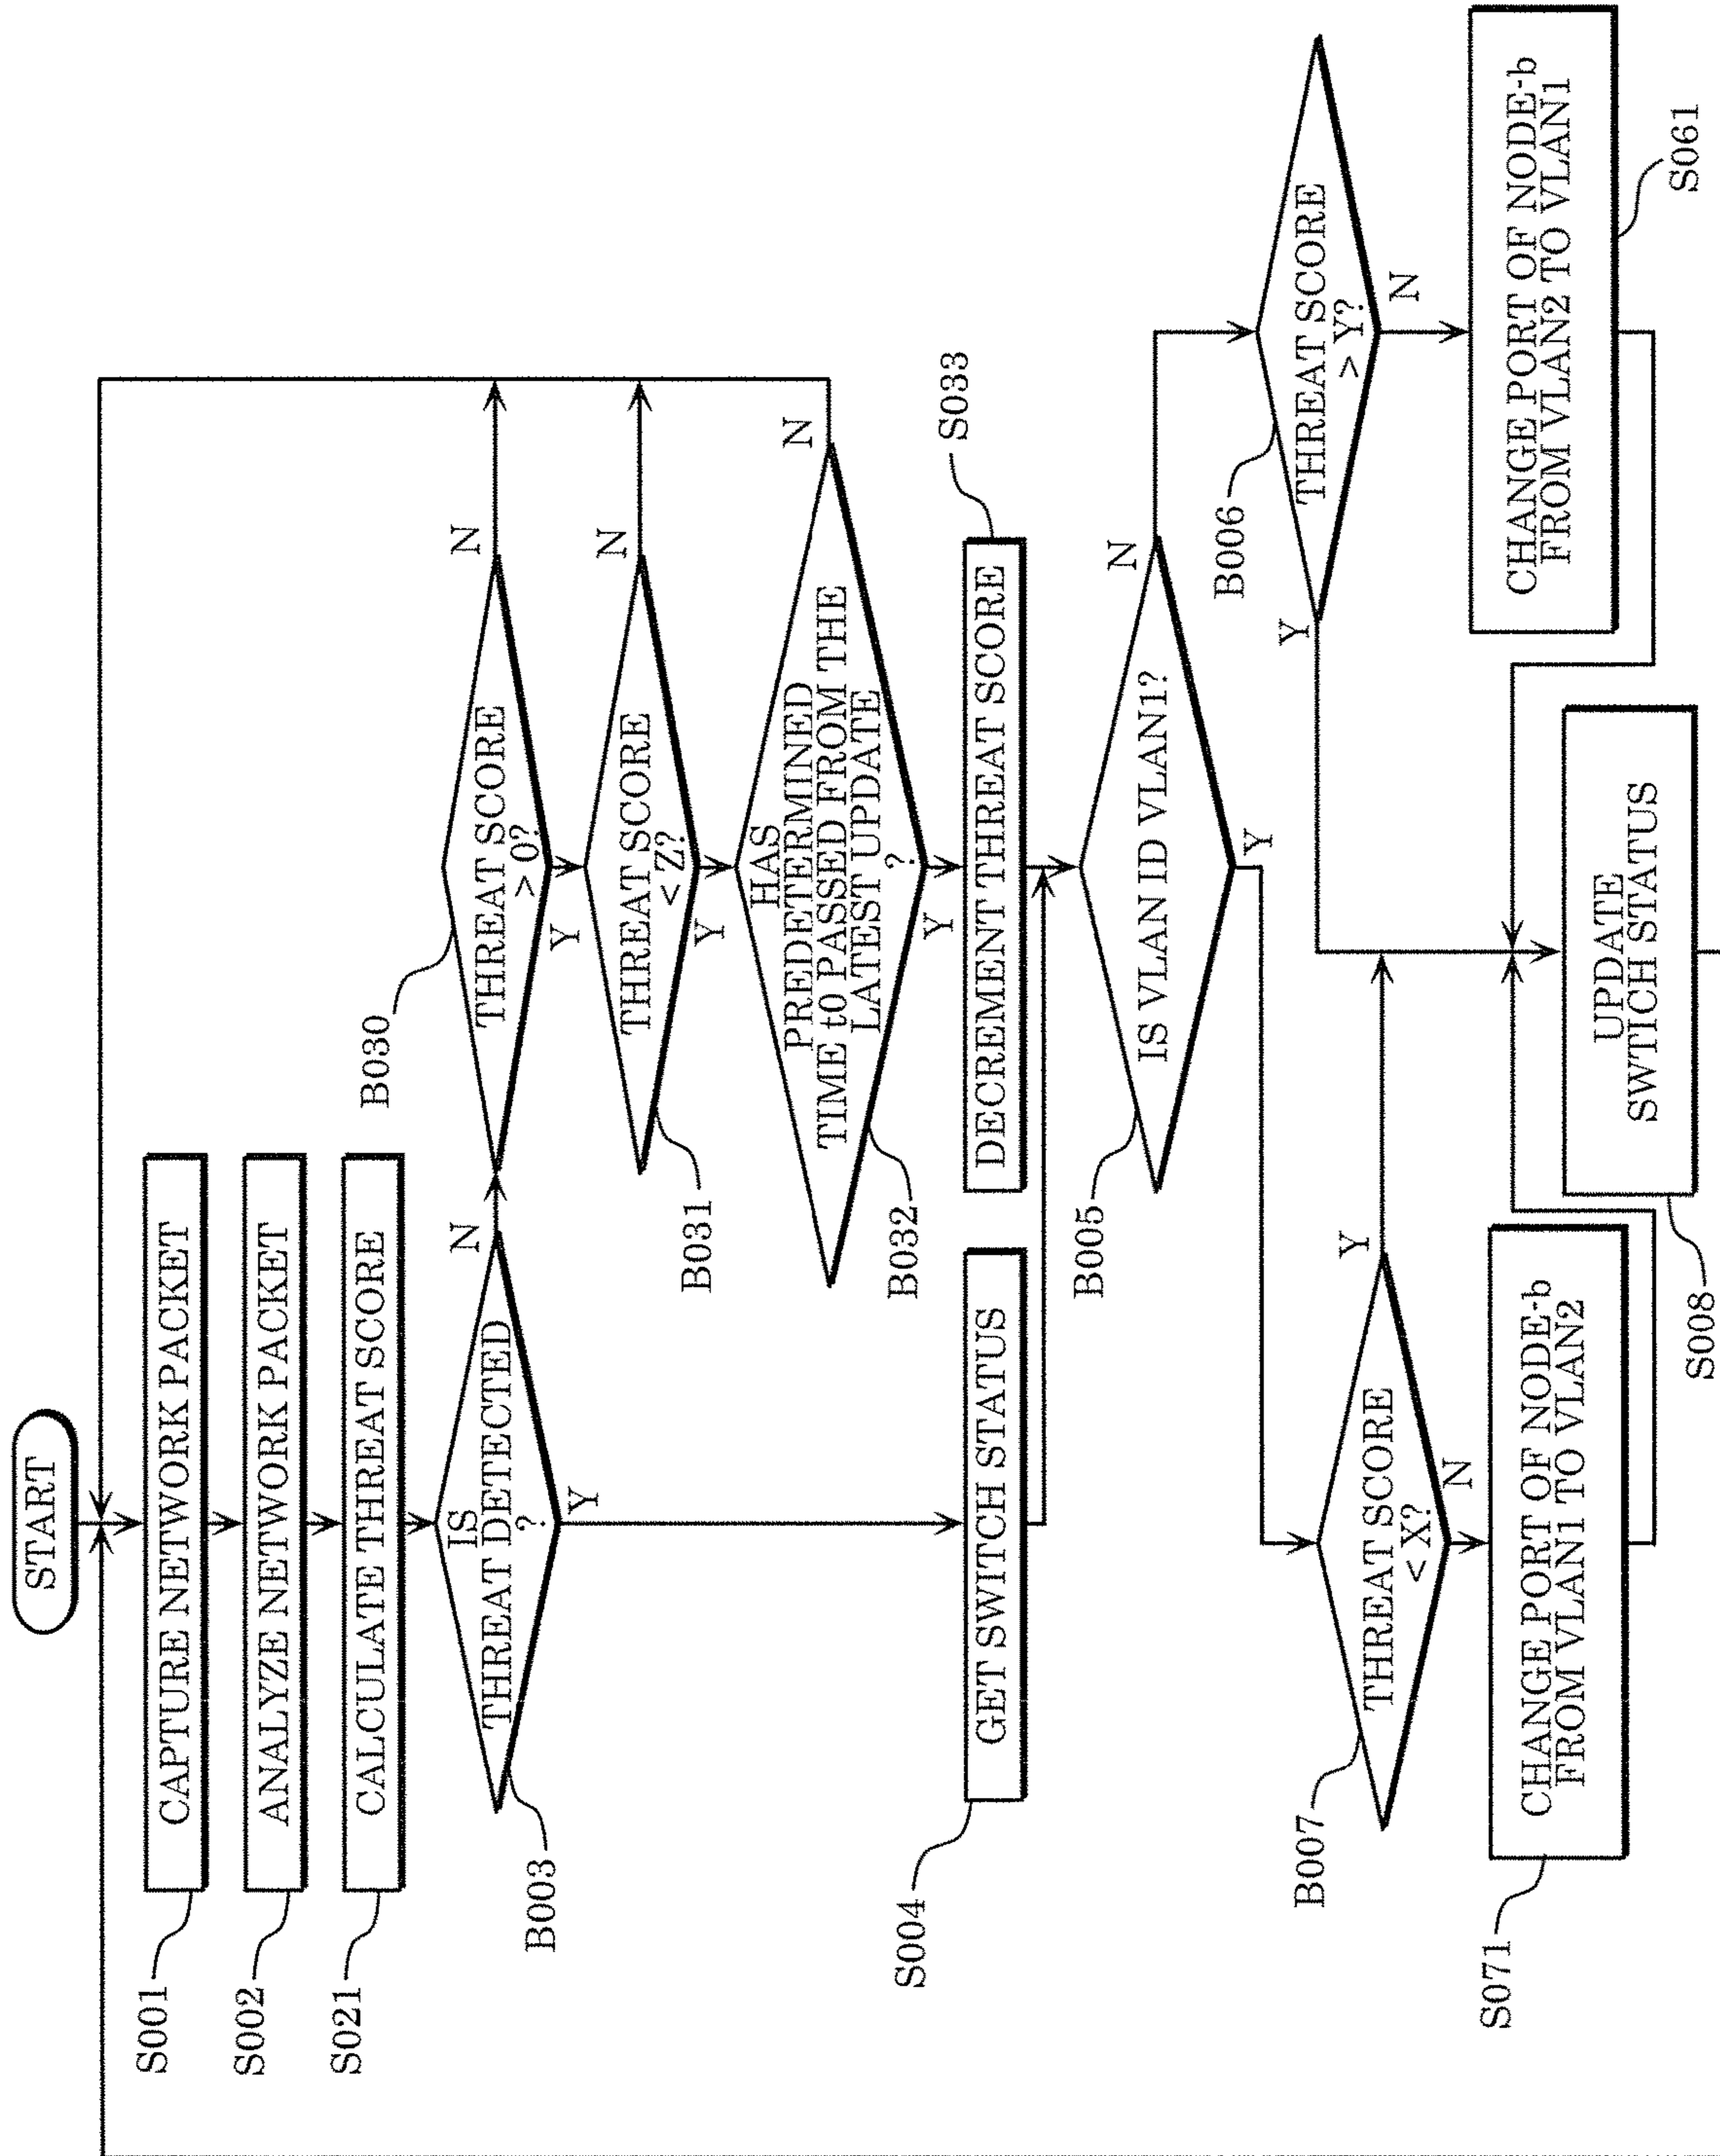 START
S001
CAPTURE NETWORK PACKET
S002
ANALYZE NETWORK PACKET
S021
CALCULATE THREAT SCORE
B003
IS
THREAT DETECTED
?
N
Y
B030
THREAT SCORE
> 0?
N
Y
B031
THREAT SCORE
< Z?
N
Y
B032
HAS
PREDETERMINED
TIME t0 PASSED FROM THE
LATEST UPDATE
?
N
Y
S004
GET SWITCH STATUS
DECREMENT THREAT SCORE
S033
B005
IS VLAN ID VLAN1?
N
Y
B007
THREAT SCORE
< X?
Y
N
B006
THREAT SCORE
> Y?
Y
N
S071
CHANGE PORT OF NODE-b
FROM VLAN1 TO VLAN2
CHANGE PORT OF NODE-b
FROM VLAN2 TO VLAN1
S061
S008
UPDATE
SWTICH STATUS